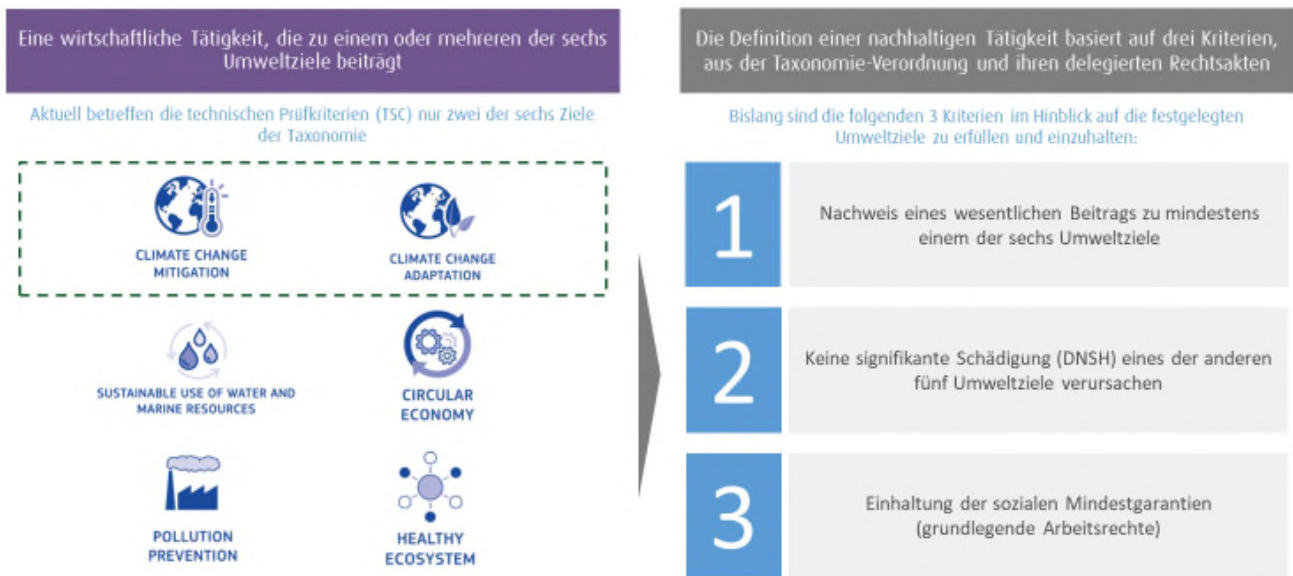 Eine wirtschaftliche Tätigkeit, die zu einem oder mehreren der sechs
Umweltziele beiträgt
Aktuell betreffen die technischen Prüfkriterien (TSC) nur zwei der sechs Ziele
der Taxonomie
CLIMATE CHANGE
MITIGATION
CLIMATE CHANGE
ADAPTATION
SUSTAINABLE USE OF WATER AND
MARINE RESOURCES
CIRCULAR
ECONOMY
POLLUTION
PREVENTION
HEALTHY
ECOSYSTEM
Die Definition einer nachhaltigen Tätigkeit basiert auf drei Kriterien,
aus der Taxonomie-Verordnung und ihren delegierten Rechtsakten
Bislang sind die folgenden 3 Kriterien im Hinblick auf die festgelegten
Umweltziele zu erfüllen und einzuhalten:
1
Nachweis eines wesentlichen Beitrags zu mindestens
einem der sechs Umweltziele
2
Keine signifikante Schädigung (DNSH) eines der anderen
fünf Umweltziele verursachen
3
Einhaltung der sozialen Mindestgarantien
(grundlegende Arbeitsrechte)